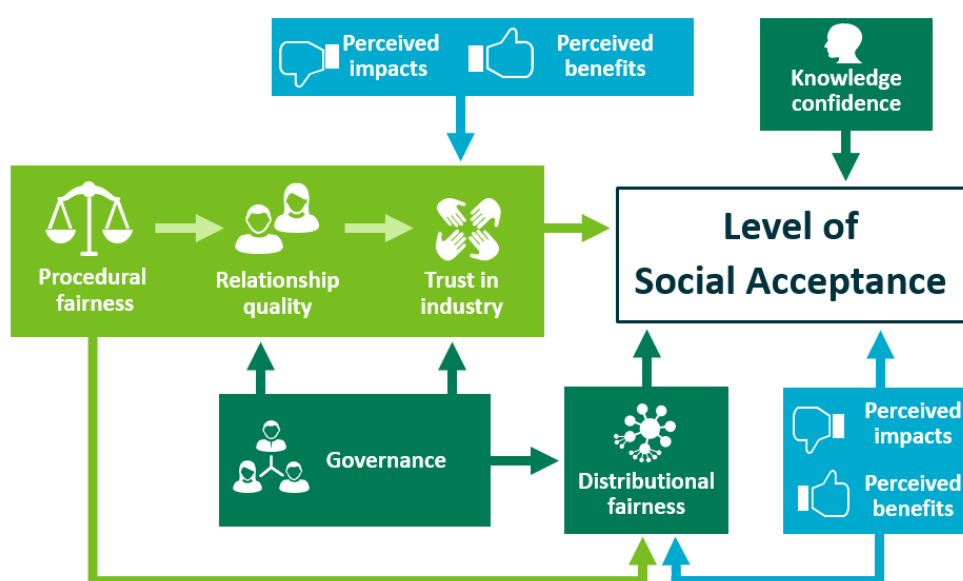 Perceived
impacts
Perceived
benefits
Knowledge
confidence
Procedural
fairness
Relationship
quality
Trust in
industry
Level of
Social Acceptance
Governance
Distributional
fairness
Perceived
impacts
Perceived
benefits